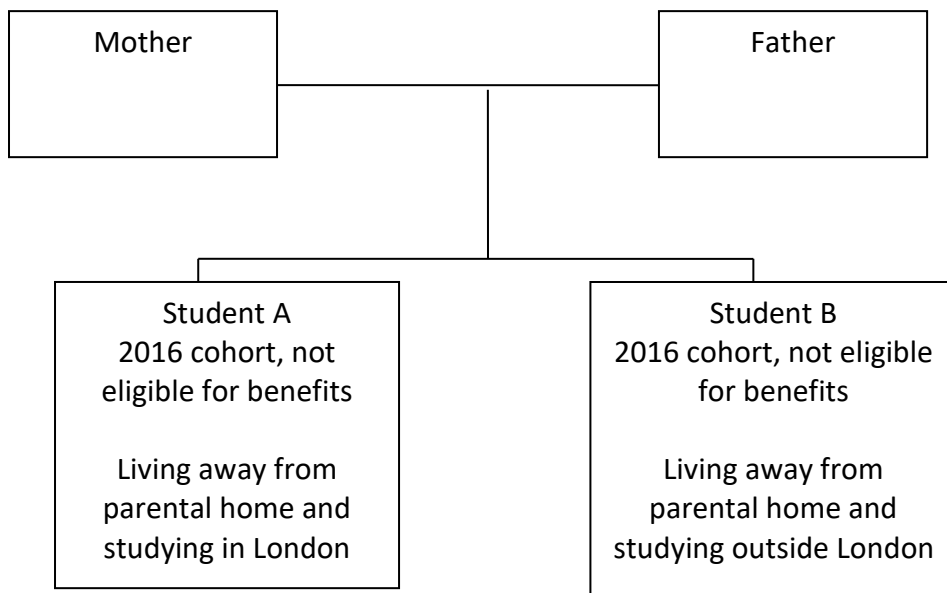 Mother
Father
Student A
2016 cohort, not
eligible for benefits
Living away from
parental home and
studying in London
Student B
2016 cohort, not eligible
for benefits
Living away from
parental home and
studying outside London